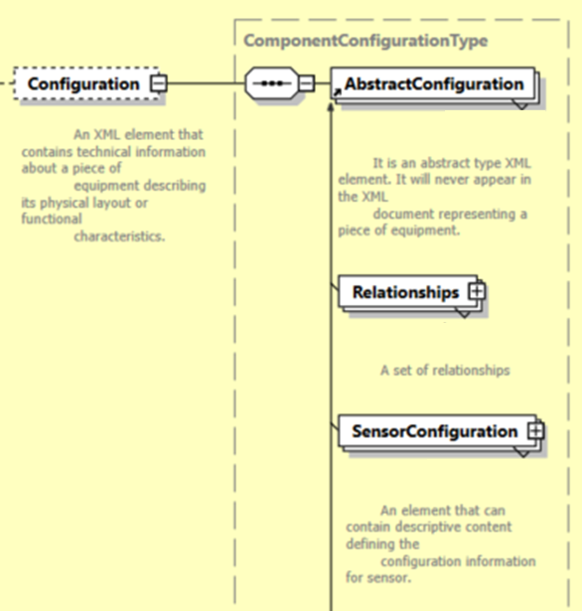 ComponentConfigurationType
Configuration
AbstractConfiguration
An XML element that
contains technical information
about a piece of
equipment describing
its physical layout or
functional
characteristics.
It is an abstract type XML
element. It will never appear in
the XML
document representing a
piece of equipment.
Relationships
A set of relationships
SensorConfiguration
An element that can
contain descriptive content
defining the
configuration information
for sensor.